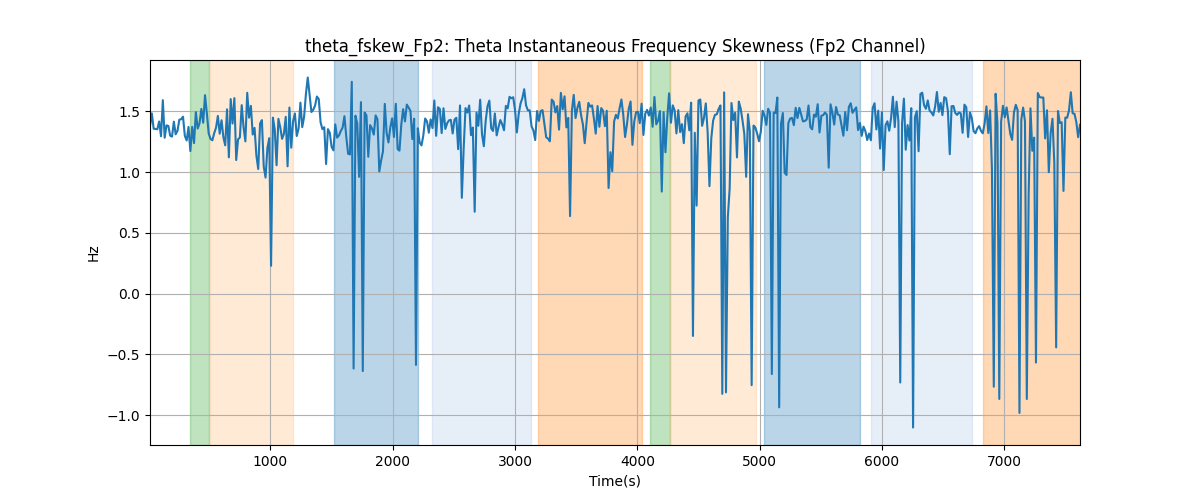 theta_fskew_Fp2: Theta Instantaneous Frequency Skewness (Fp2 Channel)
Hz
1.5
1.0
0.5
0.0
−0.5
−1.0
1000 2000 3000 4000 5000 6000 7000
Time(s)